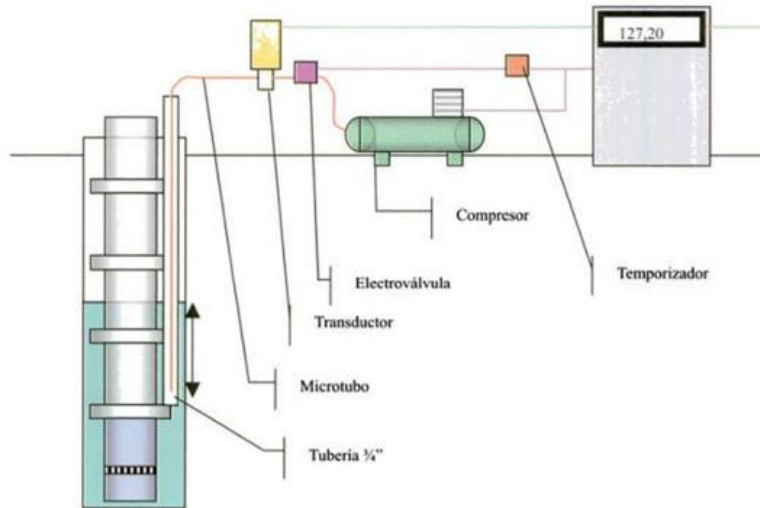 127,20
Compresor
Temporizador
Electroválvula
Transductor
Microtubo
Tubería ¾”